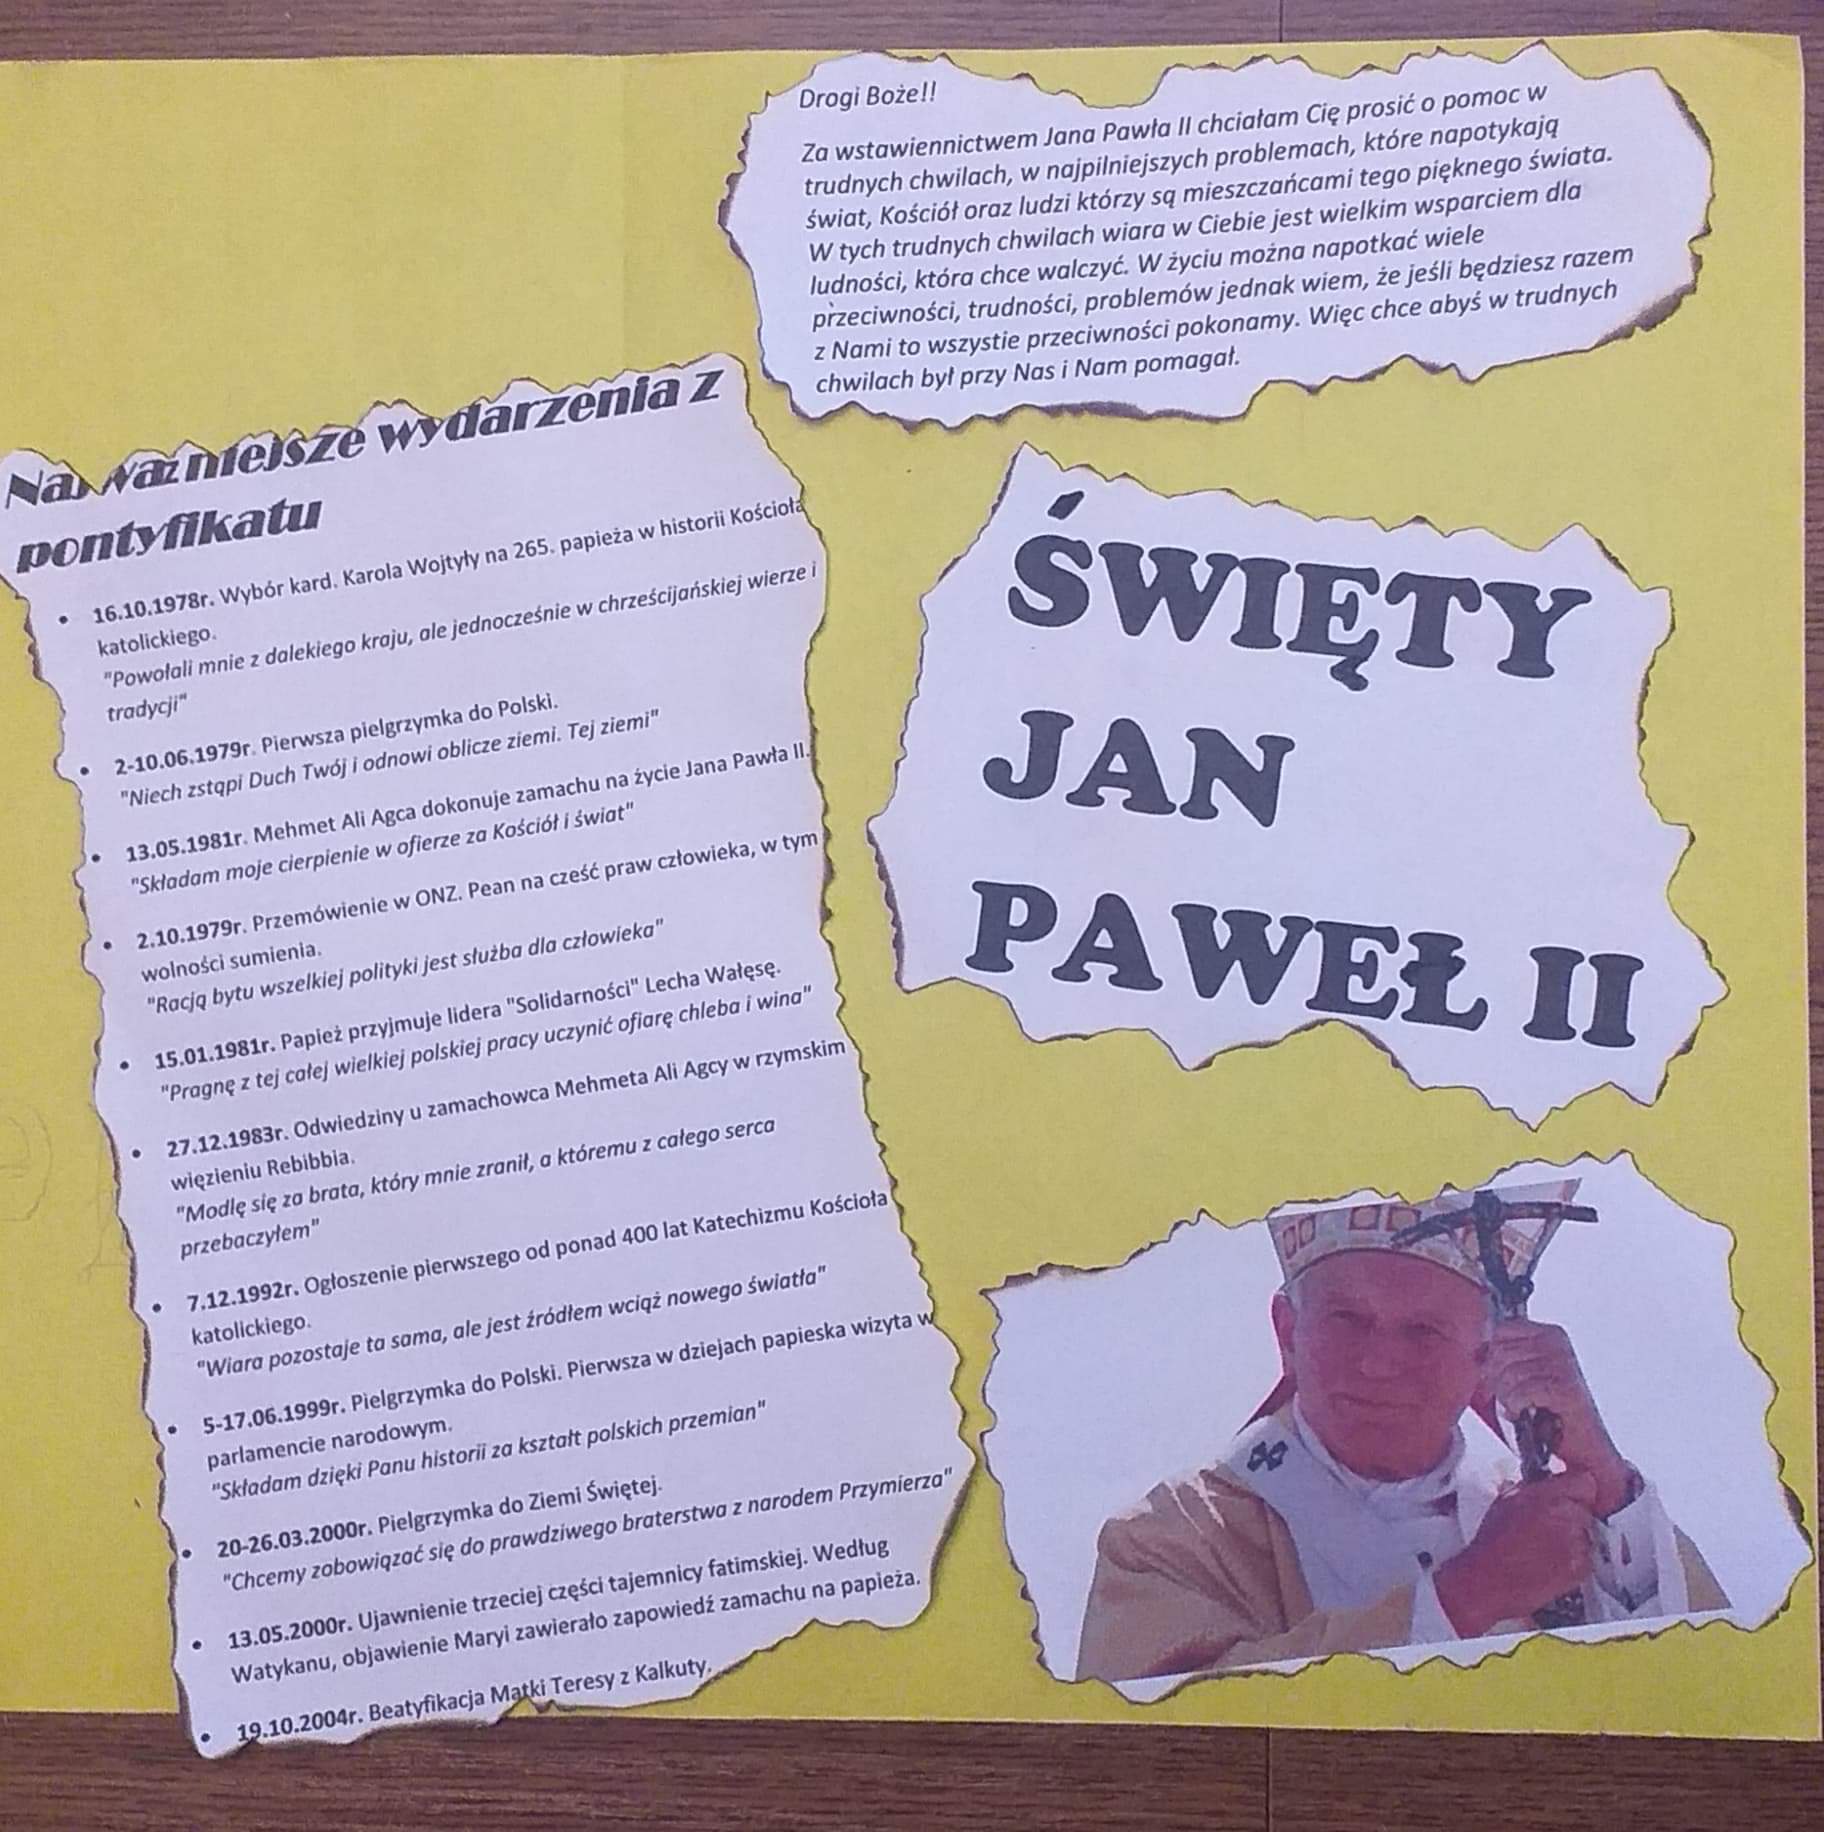 Drogi Boże!!
Za wstawiennictwem Jana Pawła II chciałam Cię prosić o pomoc w
trudnych chwilach, w najpilniejszych problemach, które napotykają
świat, Kościół oraz ludzi którzy są mieszczańcami tego pięknego świata.
W tych trudnych chwilach wiara w Ciebie jest wielkim wsparciem dla
ludności, która chce walczyć. W życiu można napotkać wiele
przeciwności, trudności, problemów jednak wiem, że jeśli będziesz razem
z Nami to wszystie przeciwności pokonamy. Więc chce abyś w trudnych
chwilach był przy Nas i Nam pomagał.
Najważniejsze wydarzenia z
pontyfikatu
• 16.10.1978r. Wybór kard. Karola Wojtyły na 265. papieża w historii Kościoła
katolickiego.
"Powołali mnie z dalekiego kraju, ale jednocześnie w chrześcijańskiej wierze i
tradycji"
• 2-10.06.1979r. Pierwsza pielgrzymka do Polski.
"Niech zstąpi Duch Twój i odnowi oblicze ziemi. Tej ziemi"
• 13.05.1981r. Mehmet Ali Agca dokonuje zamachu na życie Jana Pawła II.
"Składam moje cierpienie w ofierze za Kościół i świat"
• 2.10.1979r. Przemówienie w ONZ. Pean na cześć praw człowieka, w tym
wolności sumienia.
"Racją bytu wszelkiej polityki jest służba dla człowieka"
• 15.01.1981r. Papież przyjmuje lidera "Solidarności" Lecha Wałęsę.
"Pragnę z tej całej wielkiej polskiej pracy uczynić ofiarę chleba i wina"
• 27.12.1983r. Odwiedziny u zamachowca Mehmeta Ali Agcy w rzymskim
więzieniu Rebibbia.
"Modlę się za brata, który mnie zranił, a któremu z całego serca
przebaczyłem"
• 7.12.1992r. Ogłoszenie pierwszego od ponad 400 lat Katechizmu Kościoła
katolickiego.
"Wiara pozostaje ta sama, ale jest źródłem wciąż nowego światła"
• 5-17.06.1999r. Pielgrzymka do Polski. Pierwsza w dziejach papieska wizyta w
parlamencie narodowym.
"Składam dzięki Panu historii za kształt polskich przemian"
• 20-26.03.2000r. Pielgrzymka do Ziemi Świętej.
"Chcemy zobowiązać się do prawdziwego braterstwa z narodem Przymierza"
• 13.05.2000r. Ujawnienie trzeciej części tajemnicy fatimskiej. Według
Watykanu, objawienie Maryi zawierało zapowiedź zamachu na papieża.
• 19.10.2004r. Beatyfikacja Matki Teresy z Kalkuty.
ŚWIĘTY
JAN
PAWEŁ II